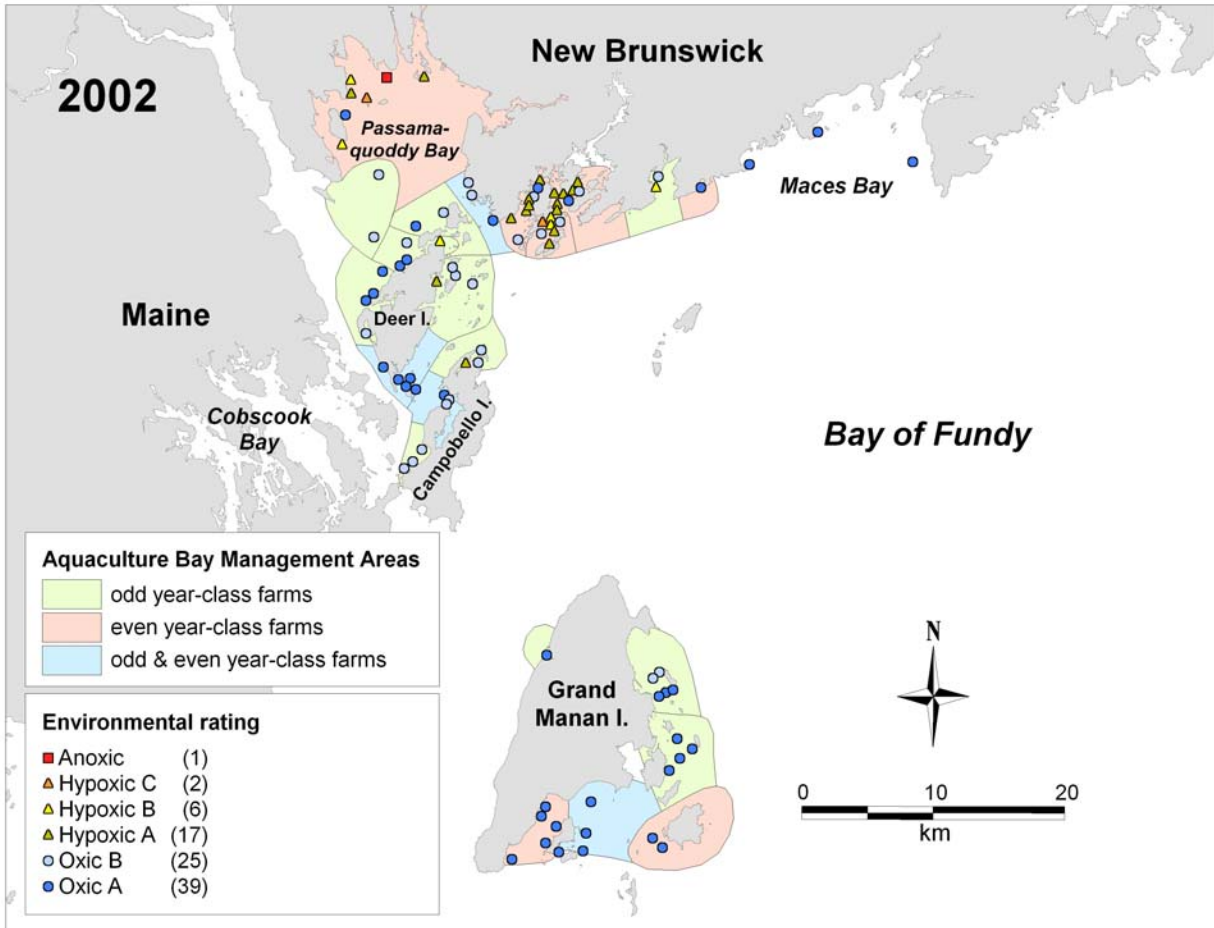 New Brunswick
2002
Passama-
quoddy Bay
Maces Bay
Maine
Deer I.
Cobscook
Bay
Campobello I.
Bay of Fundy
Aquaculture Bay Management Areas
odd year-class farms
even year-class farms
odd & even year-class farms
Environmental rating
Anoxic (1)
Hypoxic C (2)
Hypoxic B (6)
Hypoxic A (17)
Oxic B (25)
Oxic A (39)
Grand
Manan I.
N
0 10 20
km